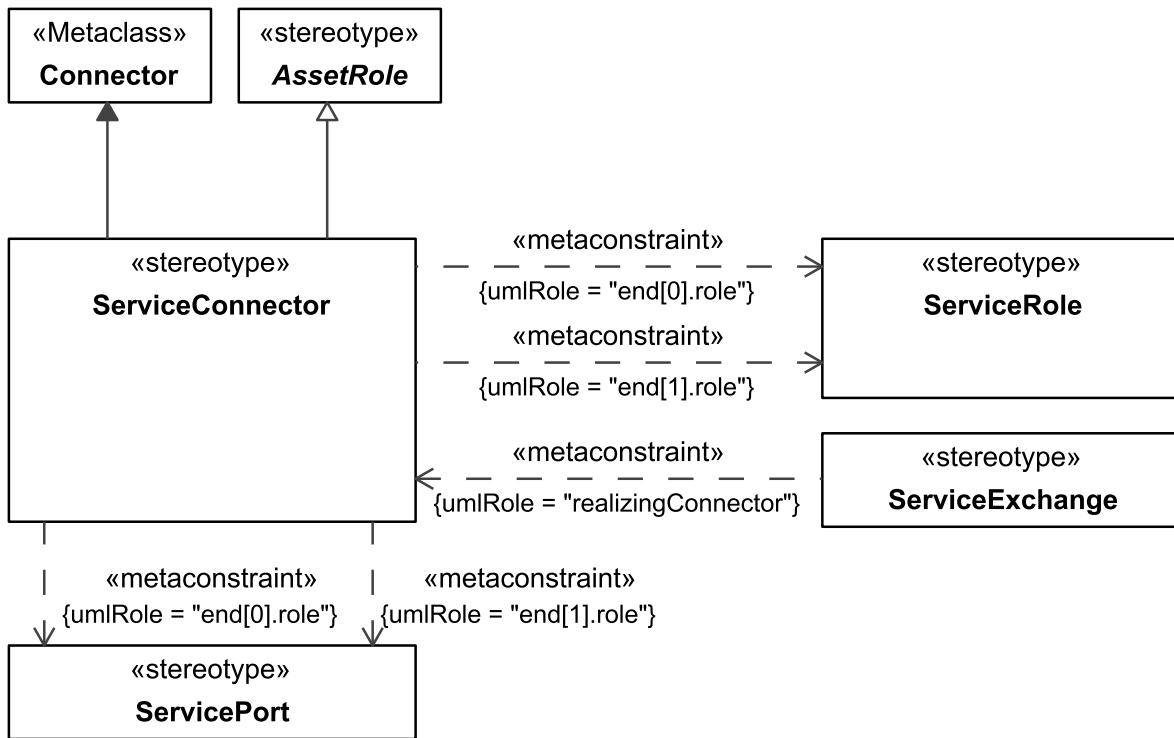 «Metaclass»
Connector
«stereotype»
AssetRole
«stereotype»
ServiceConnector
«metaconstraint»
{umlRole = "end[0].role"}
«metaconstraint»
{umlRole = "end[1].role"}
«stereotype»
ServiceRole
«metaconstraint»
{umlRole = "realizingConnector"}
«stereotype»
ServiceExchange
«metaconstraint»
{umlRole = "end[0].role"}
«metaconstraint»
{umlRole = "end[1].role"}
«stereotype»
ServicePort